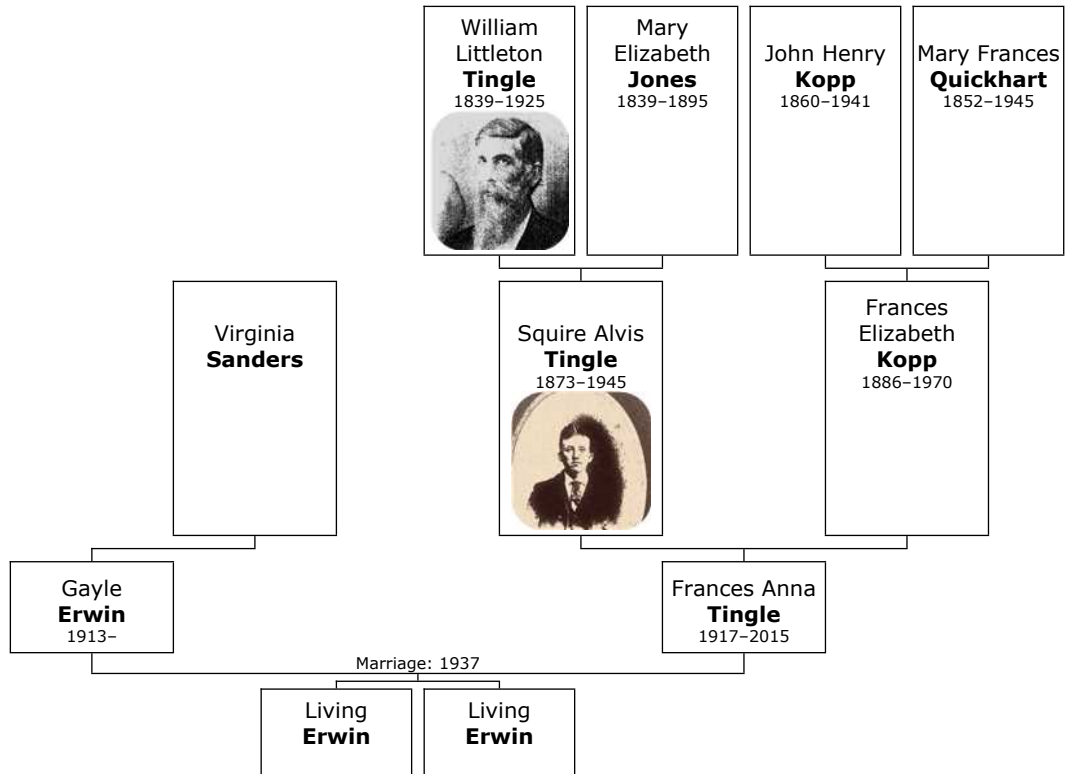 William
Littleton
Tingle
1839–1925
Mary
Elizabeth
Jones
1839–1895
John Henry
Kopp
1860–1941
Mary Frances
Quickhart
1852–1945
Virginia
Sanders
Squire Alvis
Tingle
1873–1945
Frances
Elizabeth
Kopp
1886–1970
Gayle
Erwin
1913–
Frances Anna
Tingle
1917–2015
Marriage: 1937
Living
Erwin
Living
Erwin